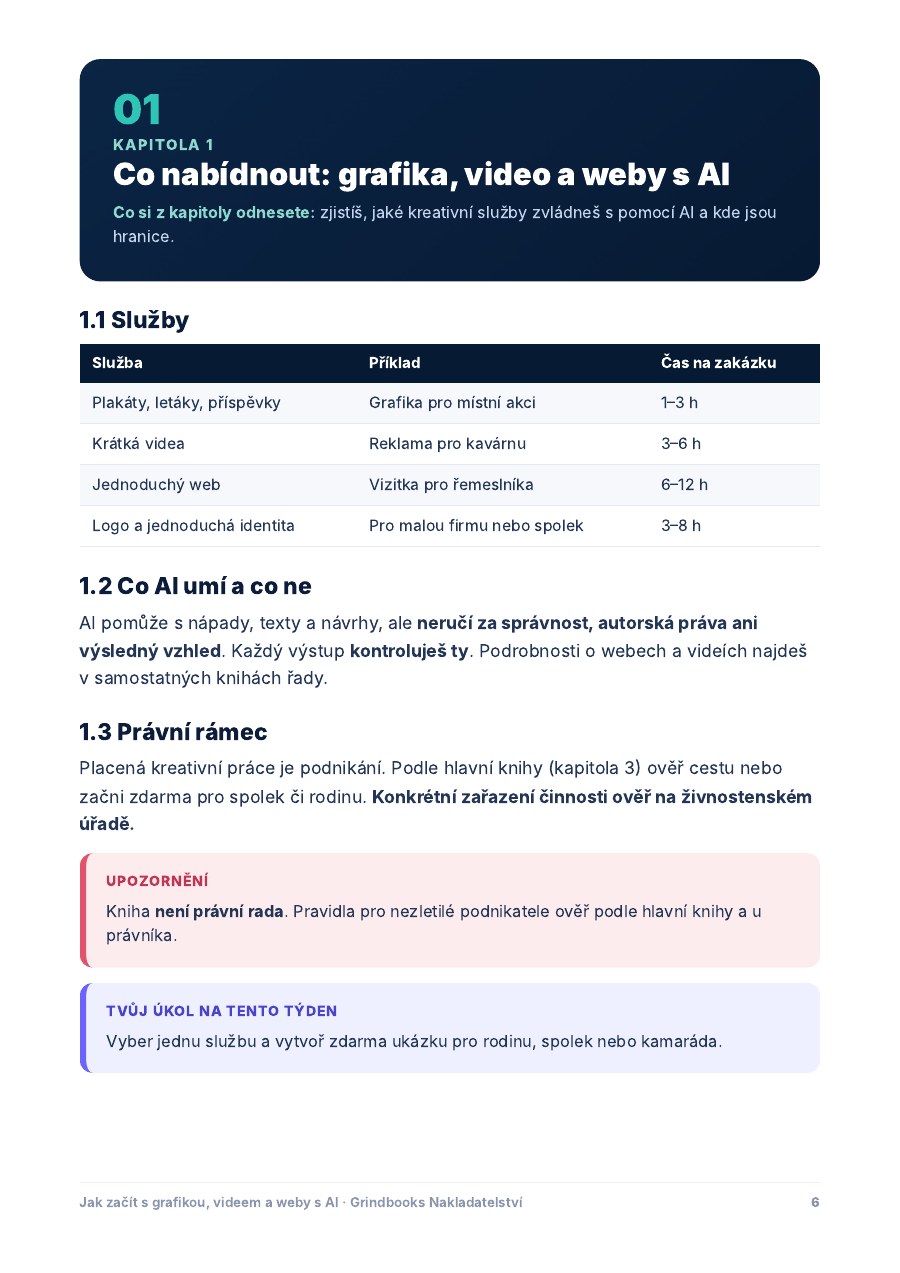 01
KAPITOLA 1
Co nabídnout: grafika, video a weby s AI
Co si z kapitoly odnesete: zjistíš, jaké kreativní služby zvládneš s pomocí AI a kde jsou
hranice.
1.1 Služby
Služba Příklad Čas na zakázku
Plakáty, letáky, příspěvky Grafika pro místní akci 1–3 h
Krátká videa Reklama pro kavárnu 3–6 h
Jednoduchý web Vizitka pro řemeslníka 6–12 h
Logo a jednoduchá identita Pro malou firmu nebo spolek 3–8 h
1.2 Co AI umí a co ne
AI pomůže s nápady, texty a návrhy, ale neručí za správnost, autorská práva ani
výsledný vzhled. Každý výstup kontroluješ ty. Podrobnosti o webech a videích najdeš
v samostatných knihách řady.
1.3 Právní rámec
Placená kreativní práce je podnikání. Podle hlavní knihy (kapitola 3) ověř cestu nebo
začni zdarma pro spolek či rodinu. Konkrétní zařazení činnosti ověř na živnostenském
úřadě.
UPOZORNĚNÍ
Kniha není právní rada. Pravidla pro nezletilé podnikatele ověř podle hlavní knihy a u
právníka.
TVŮJ ÚKOL NA TENTO TÝDEN
Vyber jednu službu a vytvoř zdarma ukázku pro rodinu, spolek nebo kamaráda.
Jak začít s grafikou, videem a weby s AI · Grindbooks Nakladatelství 6